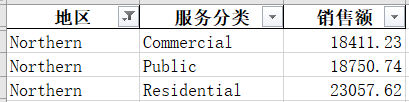 地区 服务分类 销售额
Northern Commercial 18411.23
Northern Public 18750.74
Northern Residential 23057.62